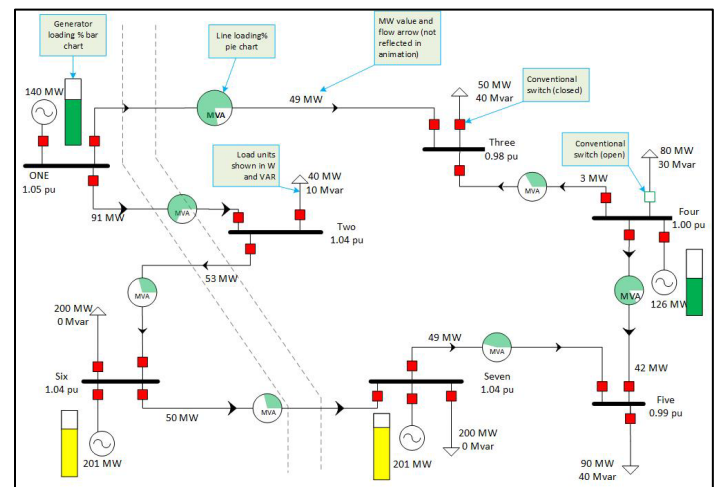 Generator
loading % bar
chart
Line loading%
pie chart
MW value and
flow arrow (not
reflected in
animation)
Conventional
switch (closed)
140 MW
MVA
49 MW
50 MW
40 Mvar
Three
0.98 pu
Conventional
switch (open)
80 MW
30 Mvar
ONE
1.05 pu
Load units
shown in W
and VAR
40 MW
10 Mvar
MVA
3 MW
Four
1.00 pu
91 MW
MVA
Two
1.04 pu
53 MW
MVA
MVA
126 MW
200 MW
0 Mvar
49 MW
MVA
42 MW
Six
1.04 pu
Seven
1.04 pu
Five
0.99 pu
50 MW
MVA
201 MW
201 MW
200 MW
0 Mvar
90 MW
40 Mvar